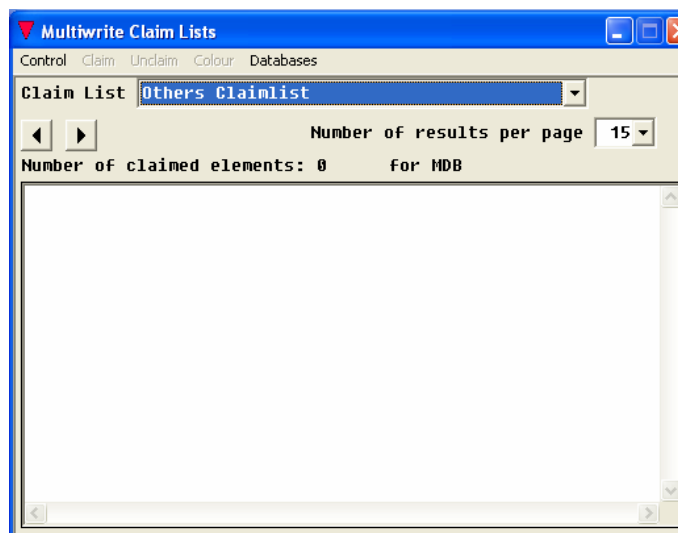 Multiwrite Claim Lists
Control Claim Unclaim Colour Databases
Claim List Others Claimlist
Number of results per page 15
Number of claimed elements: 0 for MDB